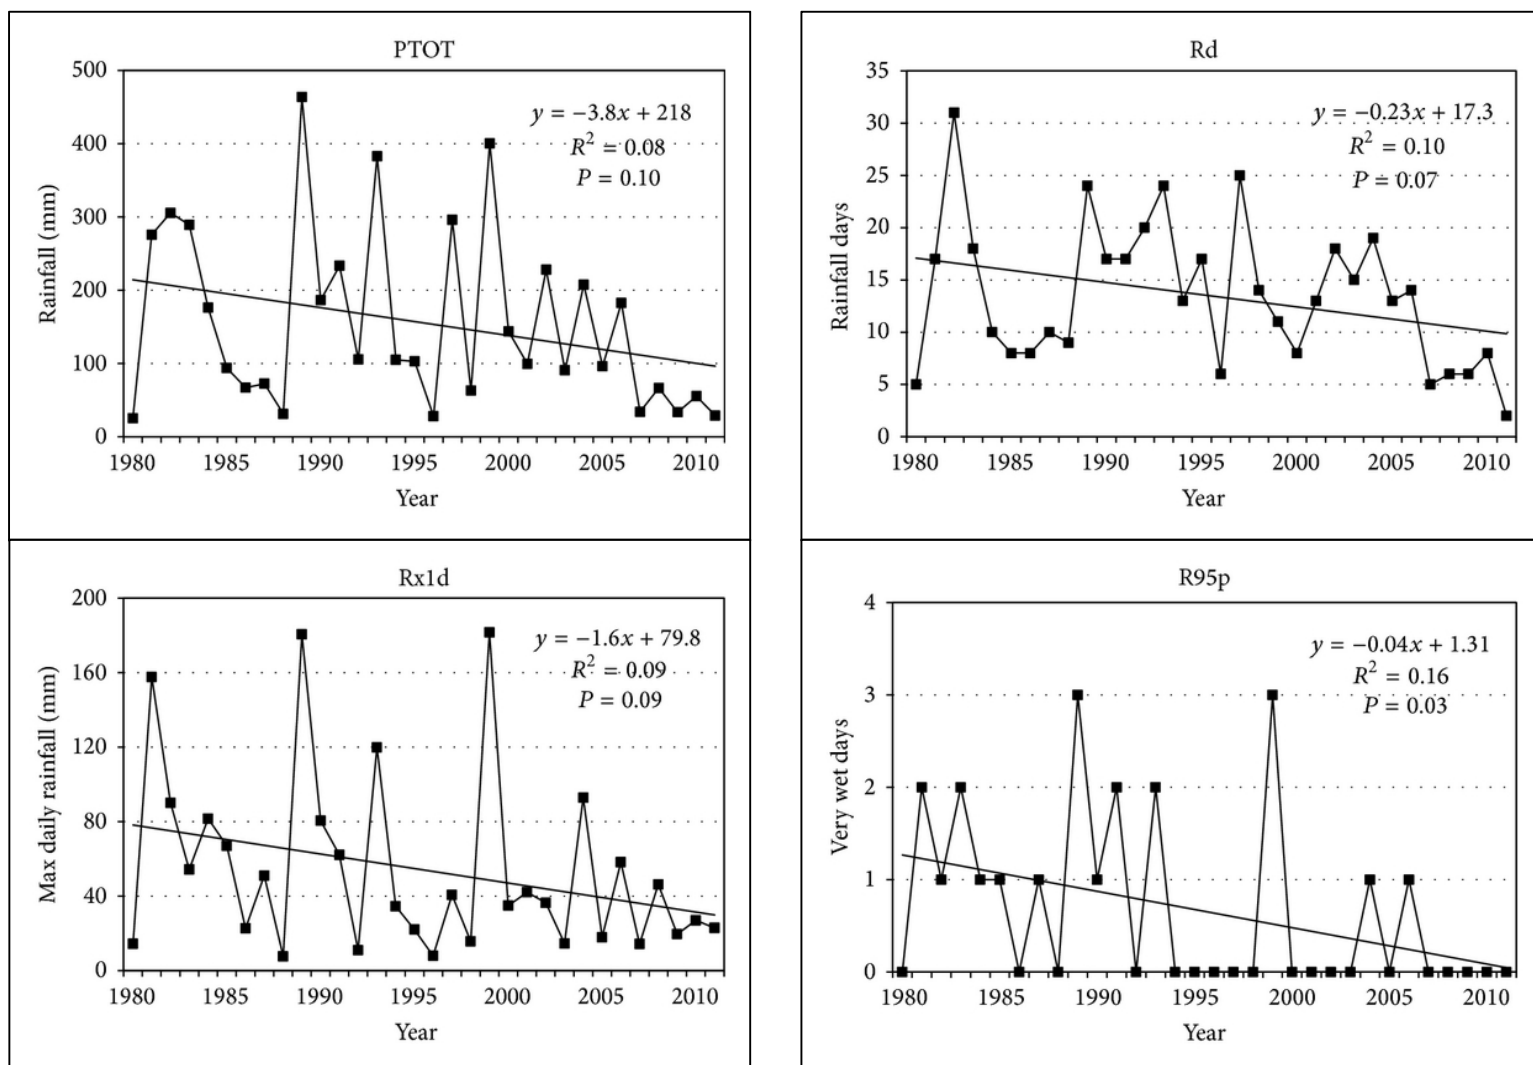 PTOT
500
400
300
200
100
0
Rainfall (mm)
y = −3.8x + 218
R² = 0.08
P = 0.10
1980 1985 1990 1995 2000 2005 2010
Year
Rd
35
30
25
20
15
10
5
0
Rainfall days
y = −0.23x + 17.3
R² = 0.10
P = 0.07
1980 1985 1990 1995 2000 2005 2010
Year
Rx1d
200
160
120
80
40
0
Max daily rainfall (mm)
y = −1.6x + 79.8
R² = 0.09
P = 0.09
1980 1985 1990 1995 2000 2005 2010
Year
R95p
4
3
2
1
0
Very wet days
y = −0.04x + 1.31
R² = 0.16
P = 0.03
1980 1985 1990 1995 2000 2005 2010
Year